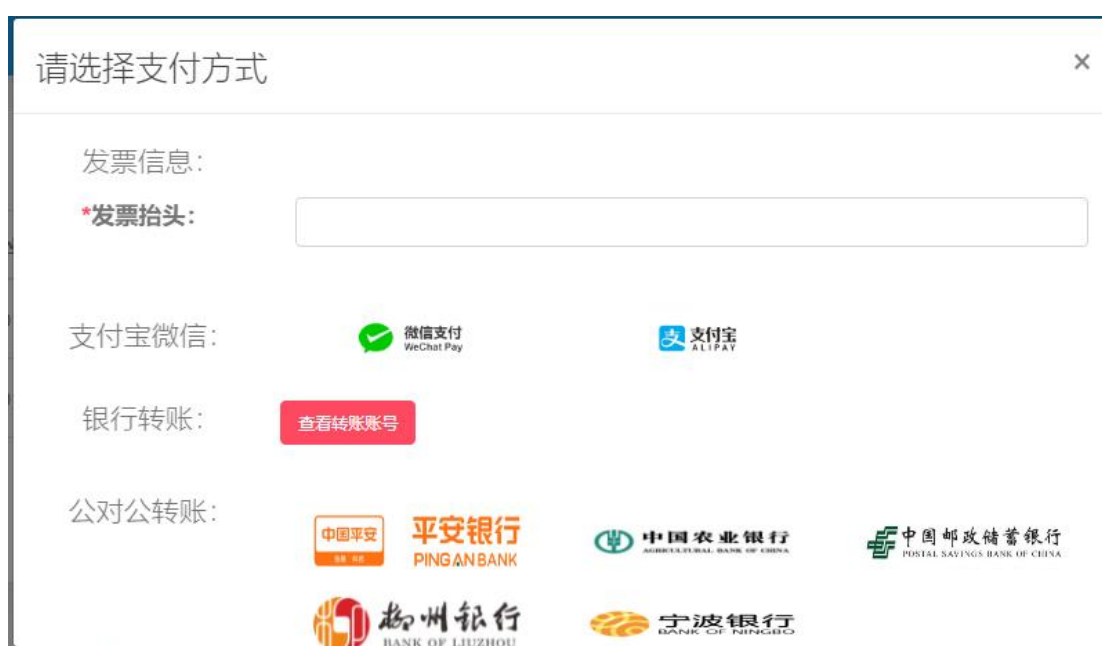 请选择支付方式 ×
发票信息：
*发票抬头：
支付宝微信： 微信支付 支付宝
WeChat Pay ALIPAY
银行转账： 查看转账账号
公对公转账：
中国平安 平安银行 中国农业银行 中国邮政储蓄银行
PING AN BANK AGRICULTURAL BANK OF CHINA POSTAL SAVINGS BANK OF CHINA
柳州银行 宁波银行
BANK OF LIUZHOU BANK OF NINGBO